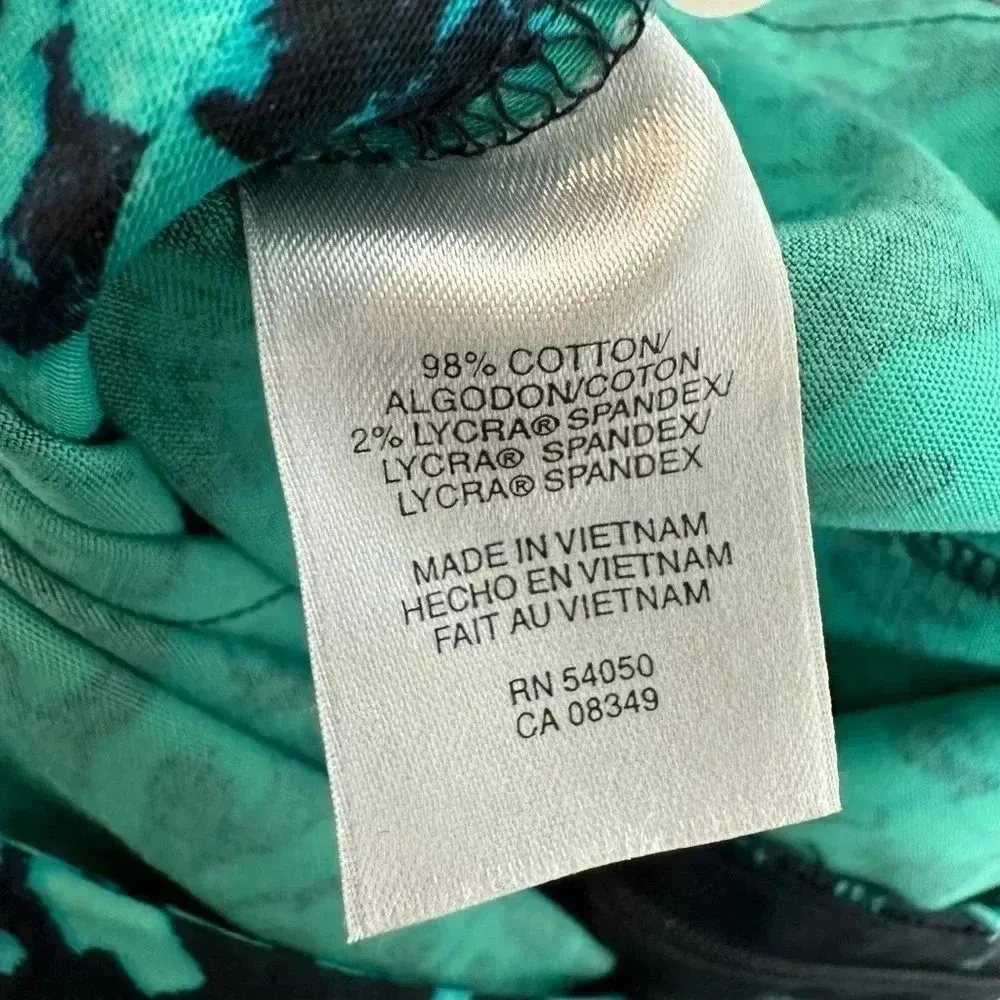 98% COTTON/
ALGODON/COTON
2% LYCRA® SPANDEX/
LYCRA® SPANDEX/
LYCRA® SPANDEX
MADE IN VIETNAM
HECHO EN VIETNAM
FAIT AU VIETNAM
RN 54050
CA 08349